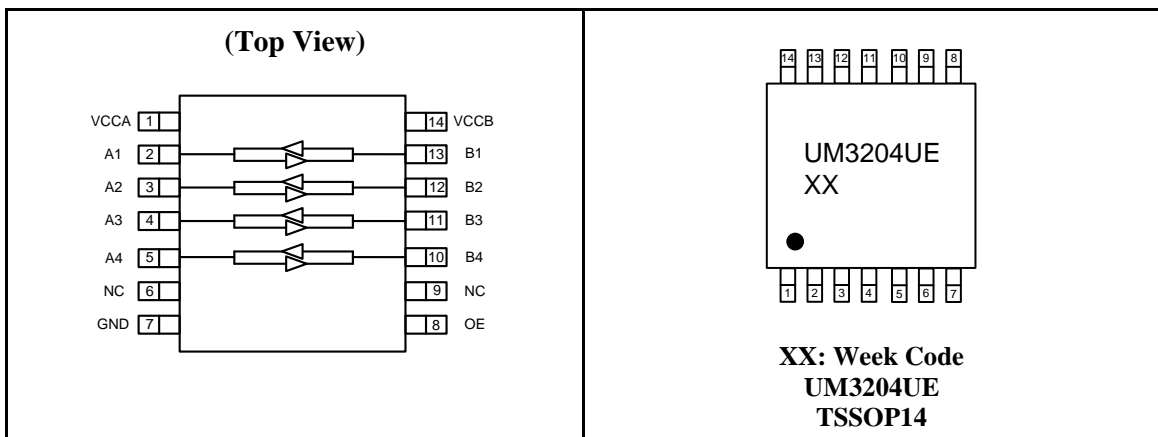 (Top View)
VCCA 1 14 VCCB
A1 2 13 B1
A2 3 12 B2
A3 4 11 B3
A4 5 10 B4
NC 6 9 NC
GND 7 8 OE
14 13 12 11 10 9 8
UM3204UE
XX
1 2 3 4 5 6 7
XX: Week Code
UM3204UE
TSSOP14